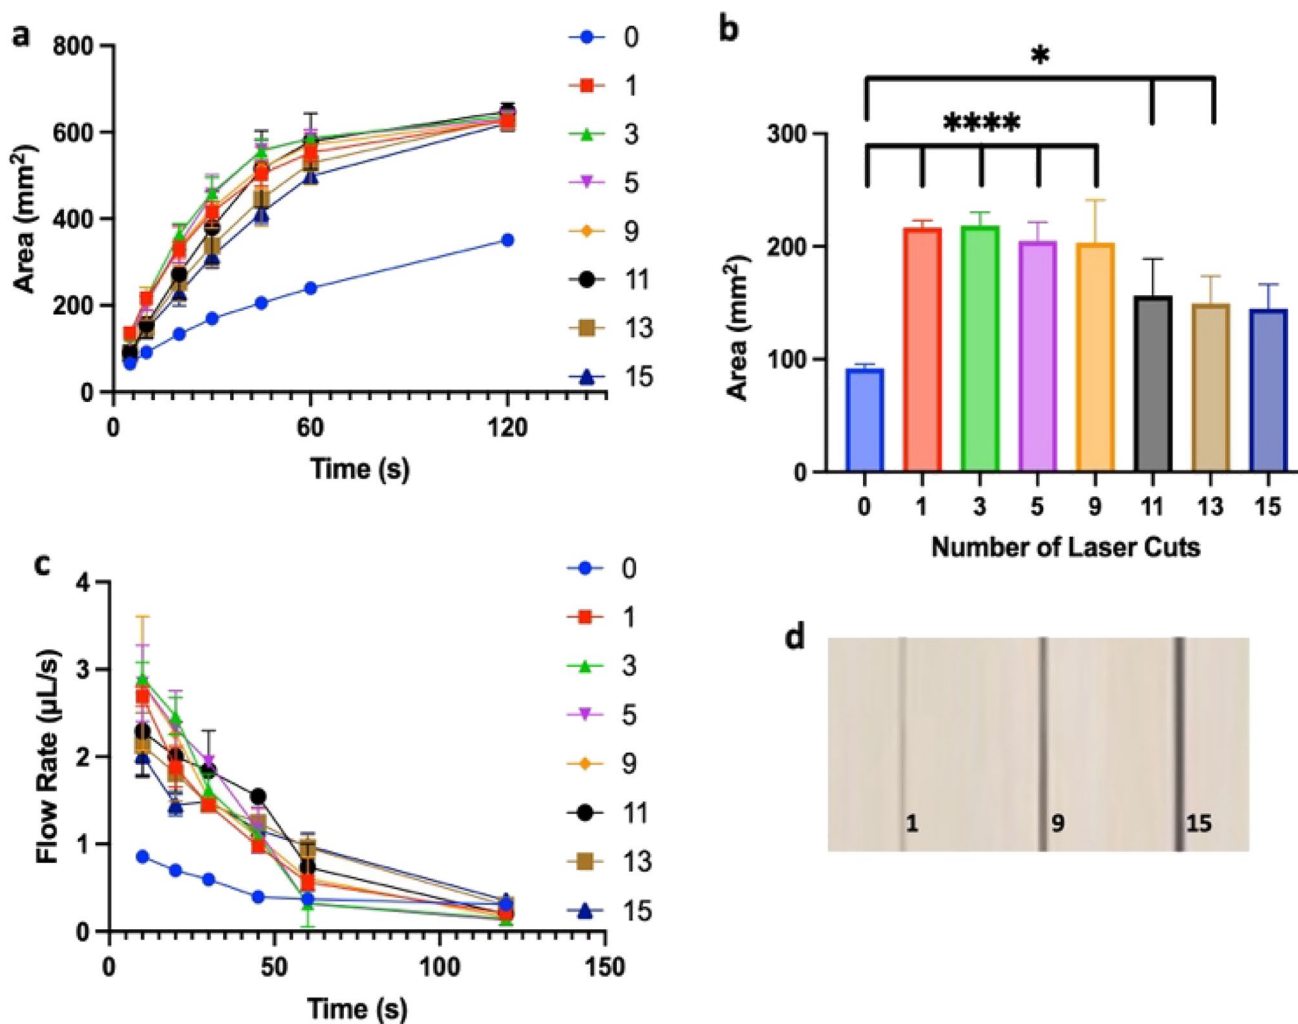 a
800
600
400
200
0
Area (mm²)
0 60 120
Time (s)
0
1
3
5
9
11
13
15
b
*
****
300
200
100
0
Area (mm²)
0 1 3 5 9 11 13 15
Number of Laser Cuts
c
4
3
2
1
0
Flow Rate (µL/s)
0 50 100 150
Time (s)
0
1
3
5
9
11
13
15
d
1 9 15